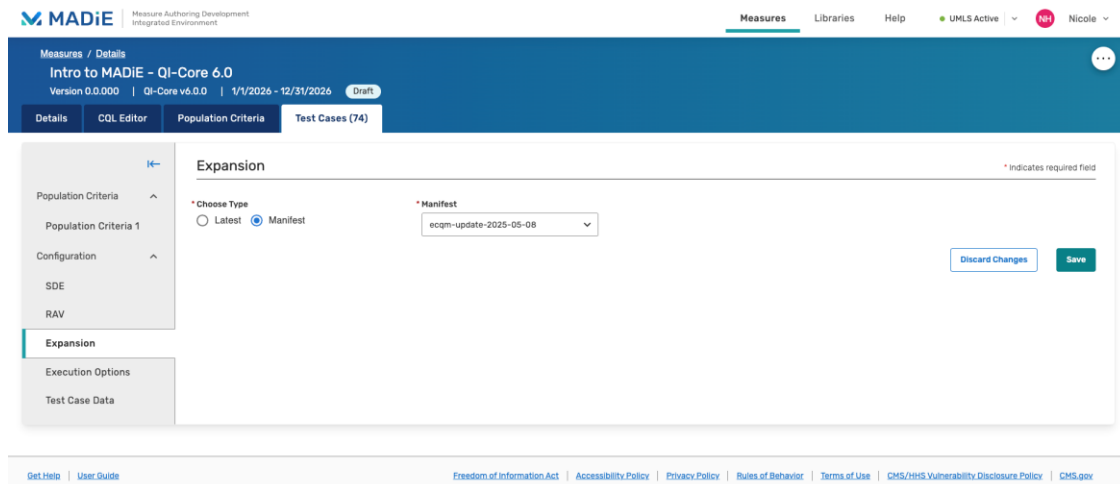 MADiE
Measure Authoring Development
Integrated Environment
Measures
Libraries
Help
UMLS Active
NH
Nicole
Measures / Details
Intro to MADiE - QI-Core 6.0
Version 0.0.000 | QI-Core v6.0.0 | 1/1/2026 - 12/31/2026 Draft
Details
CQL Editor
Population Criteria
Test Cases (74)
Population Criteria
Population Criteria 1
Configuration
SDE
RAV
Expansion
Execution Options
Test Case Data
Expansion
* Indicates required field
* Choose Type
Latest
Manifest
* Manifest
ecqm-update-2025-05-08
Discard Changes
Save
Get Help | User Guide
Freedom of Information Act | Accessibility Policy | Privacy Policy | Rules of Behavior | Terms of Use | CMS/HHS Vulnerability Disclosure Policy | CMS.gov